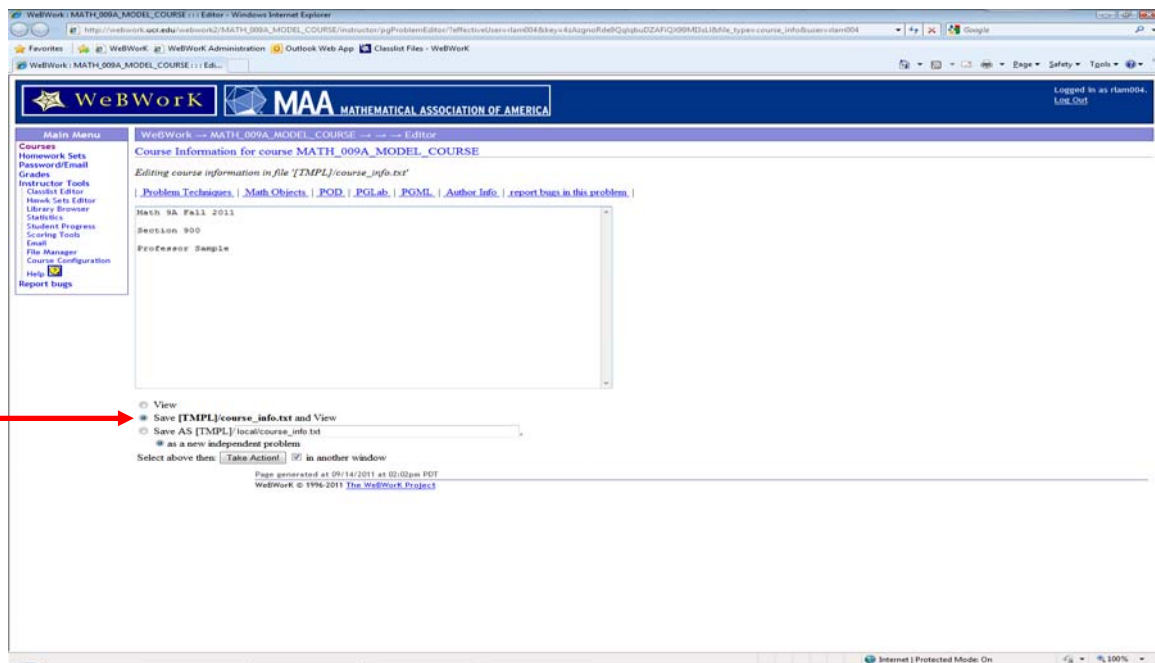 WeBWorK : MATH_009A_MODEL_COURSE : : : Editor - Windows Internet Explorer
Google
Favorites WeBWorK WeBWorK Administration Outlook Web App Classlist Files - WeBWorK
WeBWorK : MATH_009A_MODEL_COURSE : : : Edi...
Page Safety Tools
WeBWorK
MAA MATHEMATICAL ASSOCIATION OF AMERICA
Logged in as rlam004.
Log Out
Main Menu
Courses
Homework Sets
Password/Email
Grades
Instructor Tools
Classlist Editor
Hmwk Sets Editor
Library Browser
Statistics
Student Progress
Scoring Tools
Email
File Manager
Course Configuration
Help
Report bugs
WeBWorK → MATH_009A_MODEL_COURSE → → → Editor
Course Information for course MATH_009A_MODEL_COURSE
Editing course information in file '[TMPL]/course_info.txt'
| Problem Techniques | Math Objects | POD | PGLab | PGML | Author Info | report bugs in this problem |
Math 9A Fall 2011
Section 900
Professor Sample
View
Save [TMPL]/course_info.txt and View
Save AS [TMPL]/ local/course_info.txt ,
as a new independent problem
Select above then: Take Action! in another window
Page generated at 09/14/2011 at 02:02pm PDT
WeBWorK © 1996-2011 The WeBWorK Project
Internet | Protected Mode: On
100%